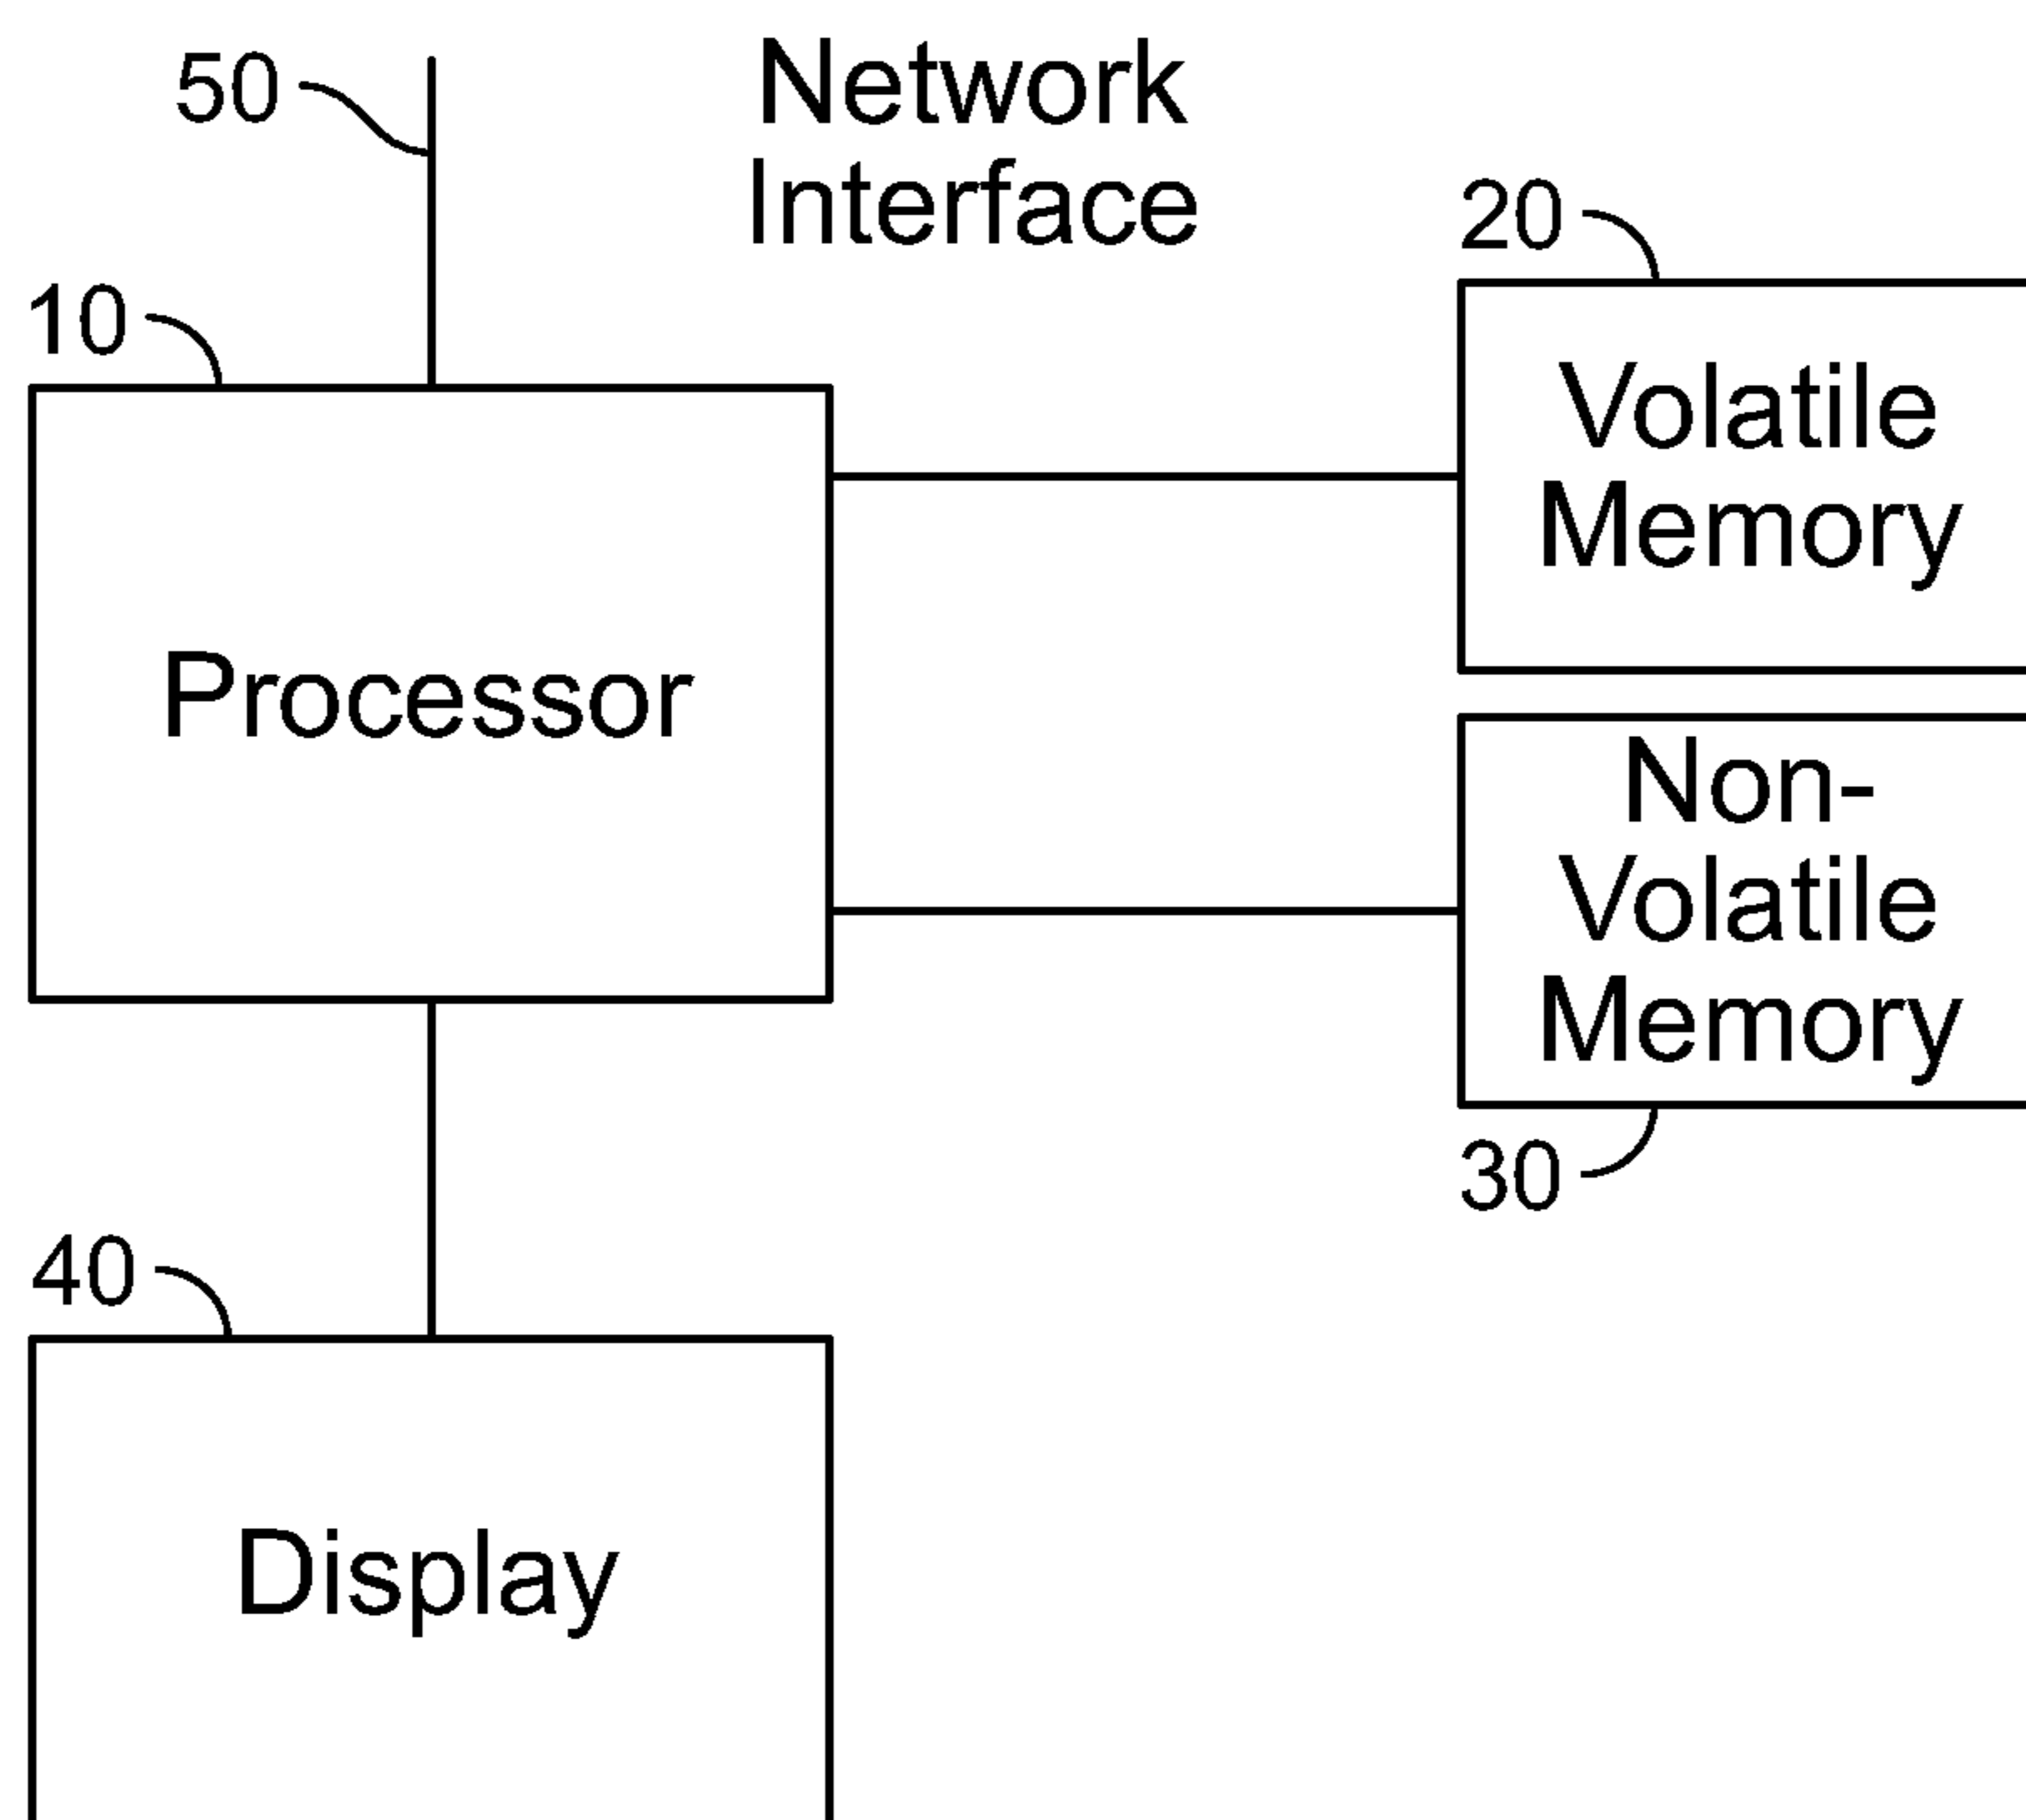 50
Network
Interface
20
10
Volatile
Memory
Processor
Non-
Volatile
Memory
30
40
Display